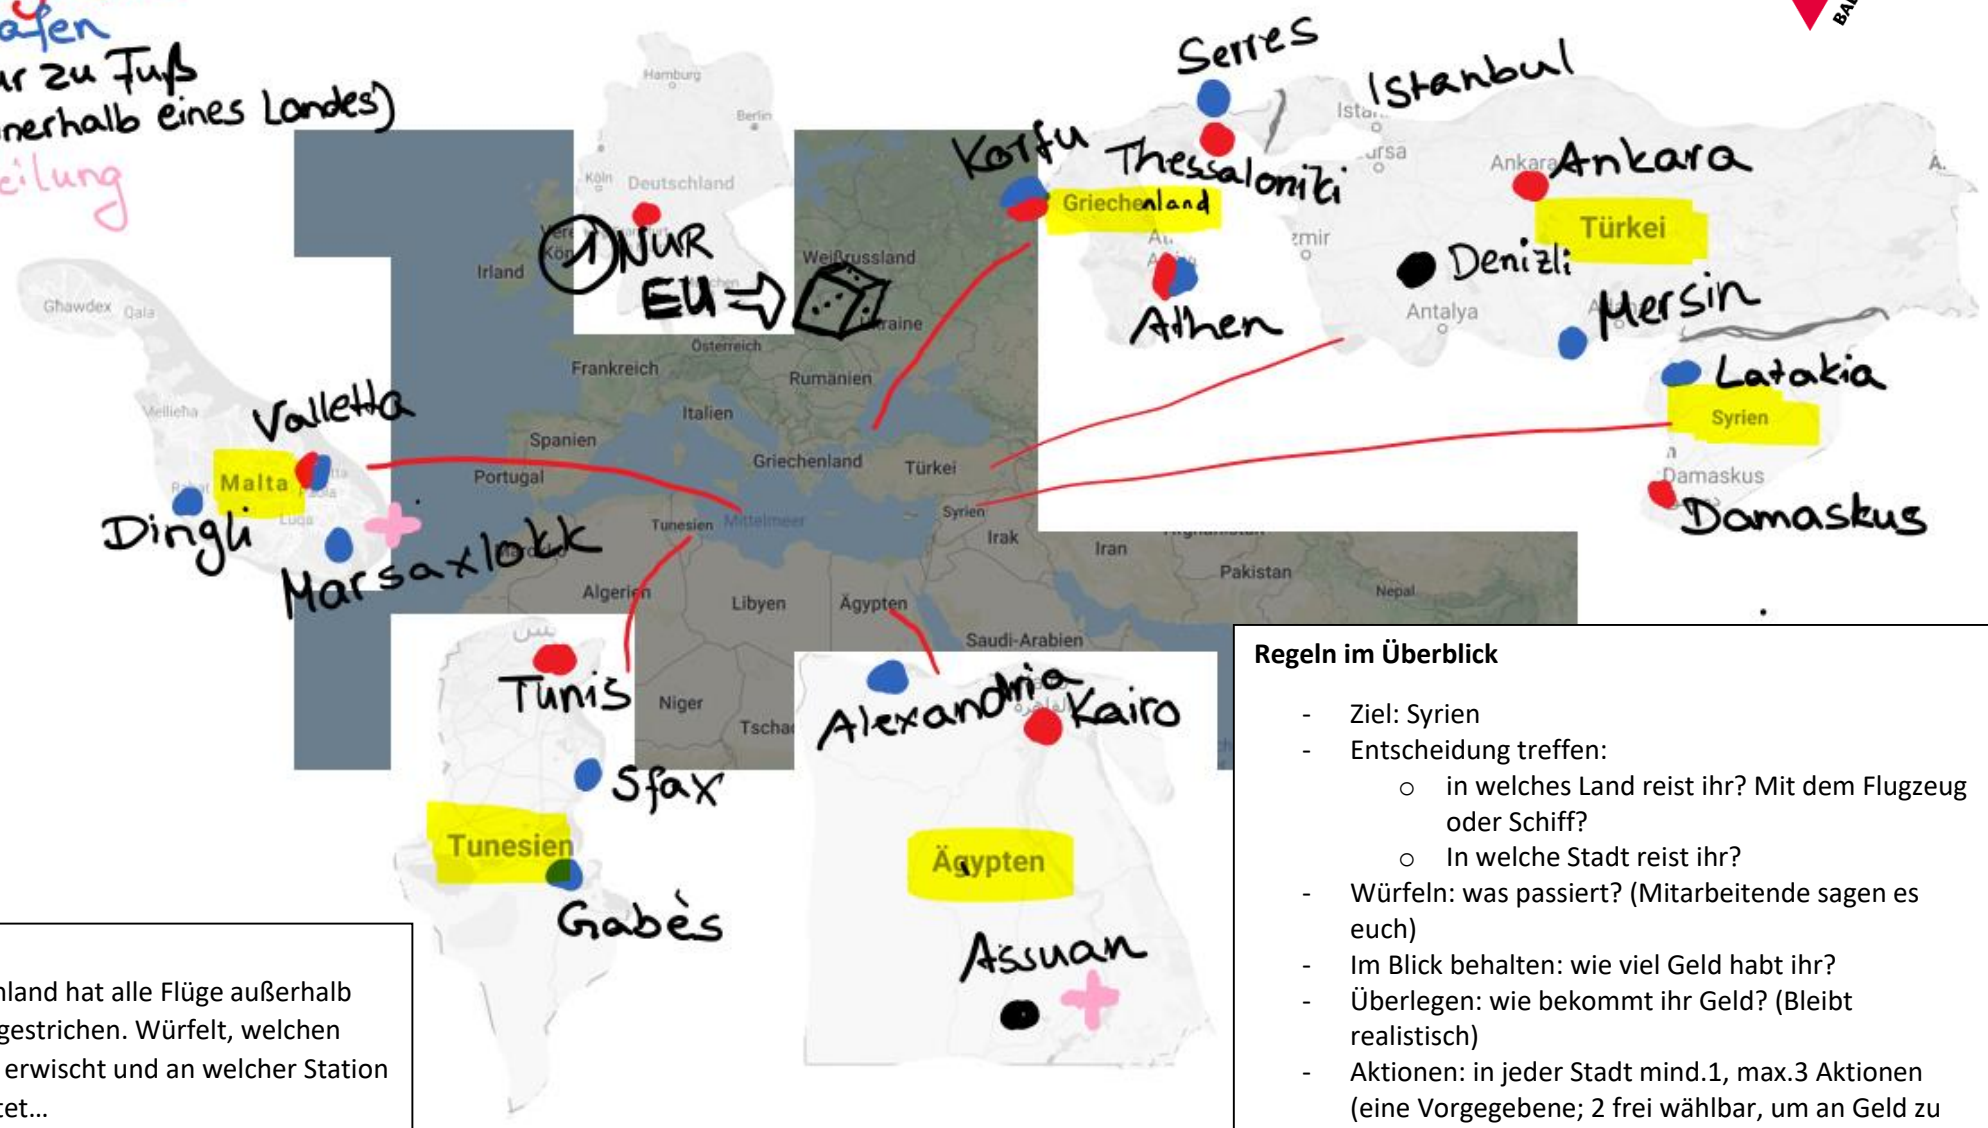 zu Fuß
eines Landes)
Hamburg
Berlin
Köln
Deutschland
① NUR
EU
Serres
Istanbul
Korfu
Thessaloniki
Griechenland
Athen
Ankara
Ankara
Türkei
Denizli
Antalya
Mersin
Latakia
Syrien
Damaskus
Damaskus
Irland
Weißrussland
Österreich
Frankreich
Rumänien
Italien
Spanien
Portugal
Griechenland
Türkei
Tunesien
Mittelmeer
Syrien
Irak
Iran
Pakistan
Nepal
Algerien
Libyen
Ägypten
Saudi-Arabien
Niger
Għawdex
Qala
Mellieħa
Valletta
Malta
Luqa
Dingli
Marsaxlokk
Tunis
Sfax
Tunesien
Gabès
Alexandria
Kairo
Ägypten
Assuan
hat alle Flüge außerhalb
gestrichen. Würfelt, welchen
erwischt und an welcher Station
Regeln im Überblick
- Ziel: Syrien
- Entscheidung treffen:
o in welches Land reist ihr? Mit dem Flugzeug
oder Schiff?
o In welche Stadt reist ihr?
- Würfeln: was passiert? (Mitarbeitende sagen es
euch)
- Im Blick behalten: wie viel Geld habt ihr?
- Überlegen: wie bekommt ihr Geld? (Bleibt
realistisch)
- Aktionen: in jeder Stadt mind.1, max.3 Aktionen
(eine Vorgegebene; 2 frei wählbar, um an Geld zu